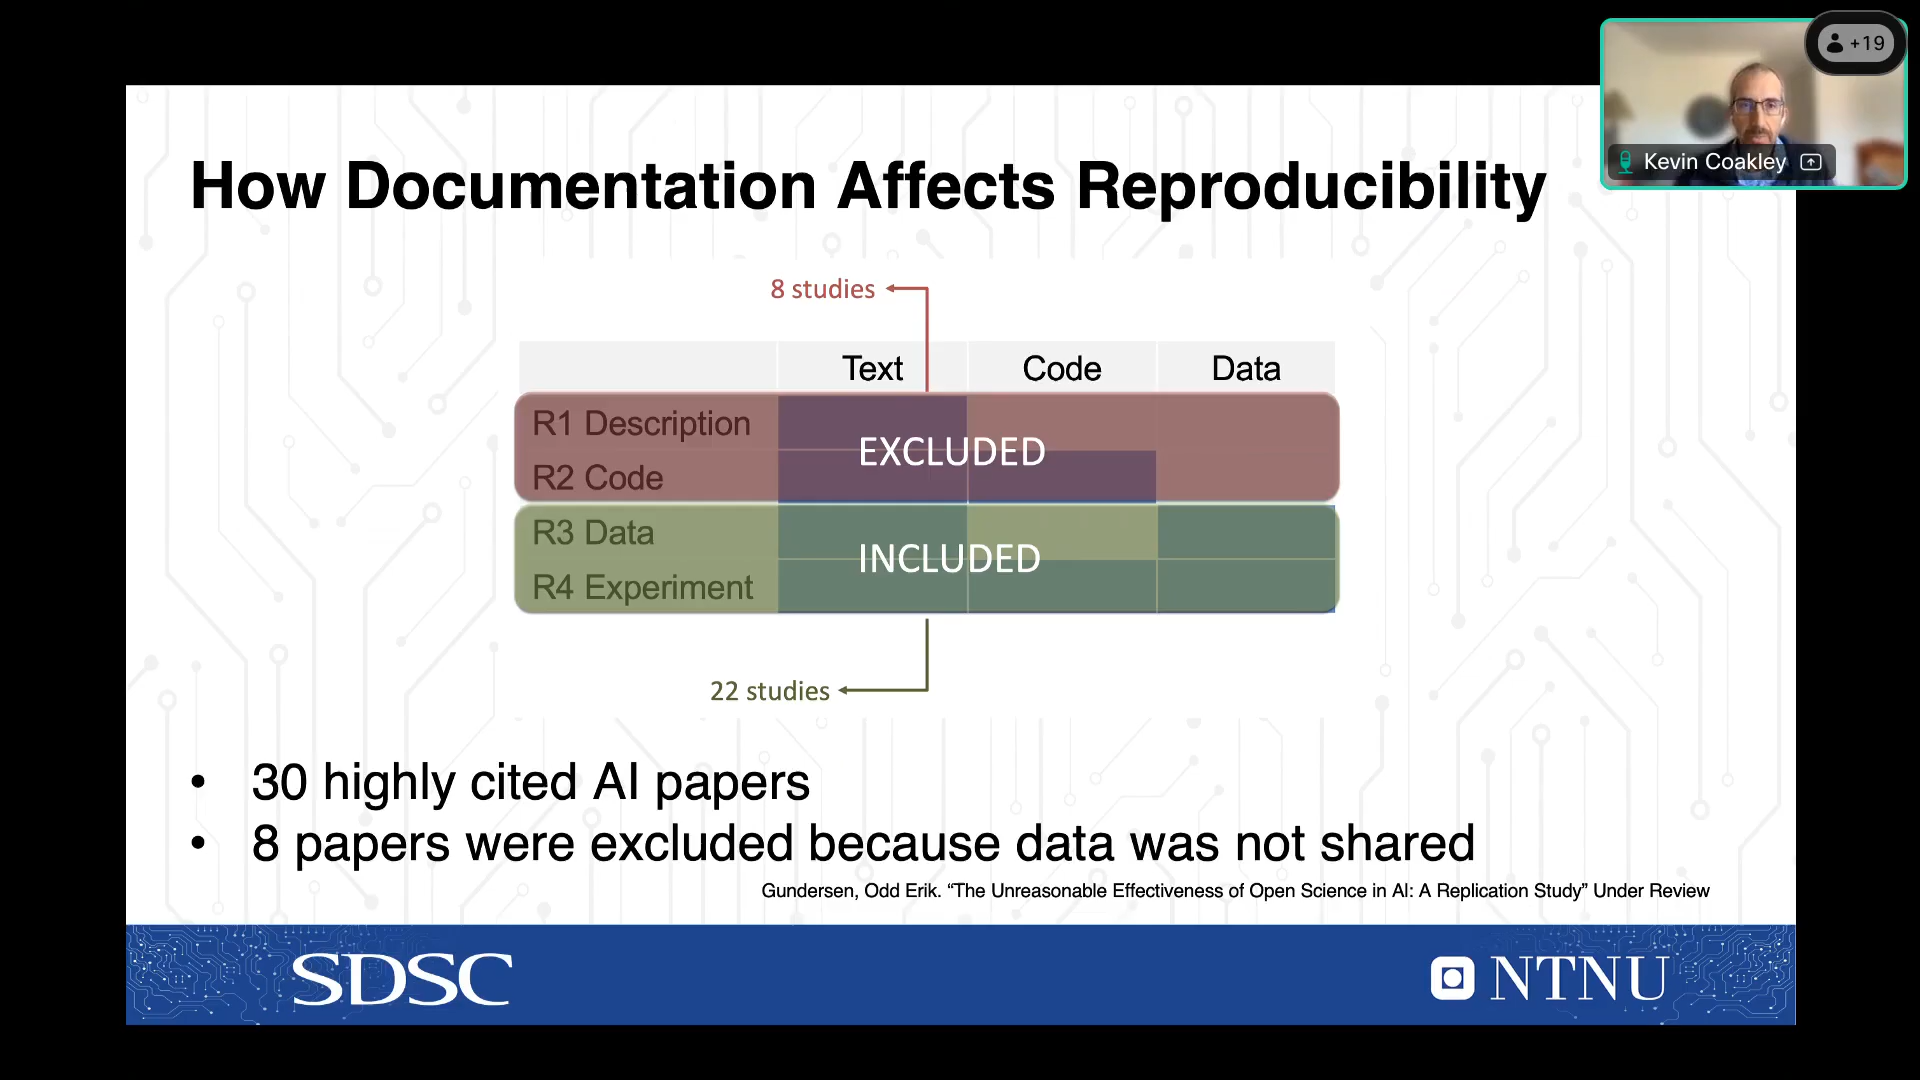 +19
Kevin Coakley
How Documentation Affects Reproducibility
8 studies
Text Code Data
R1 Description
EXCLUDED
R2 Code
R3 Data
INCLUDED
R4 Experiment
22 studies
• 30 highly cited AI papers
• 8 papers were excluded because data was not shared
Gundersen, Odd Erik. “The Unreasonable Effectiveness of Open Science in AI: A Replication Study” Under Review
SDSC
NTNU